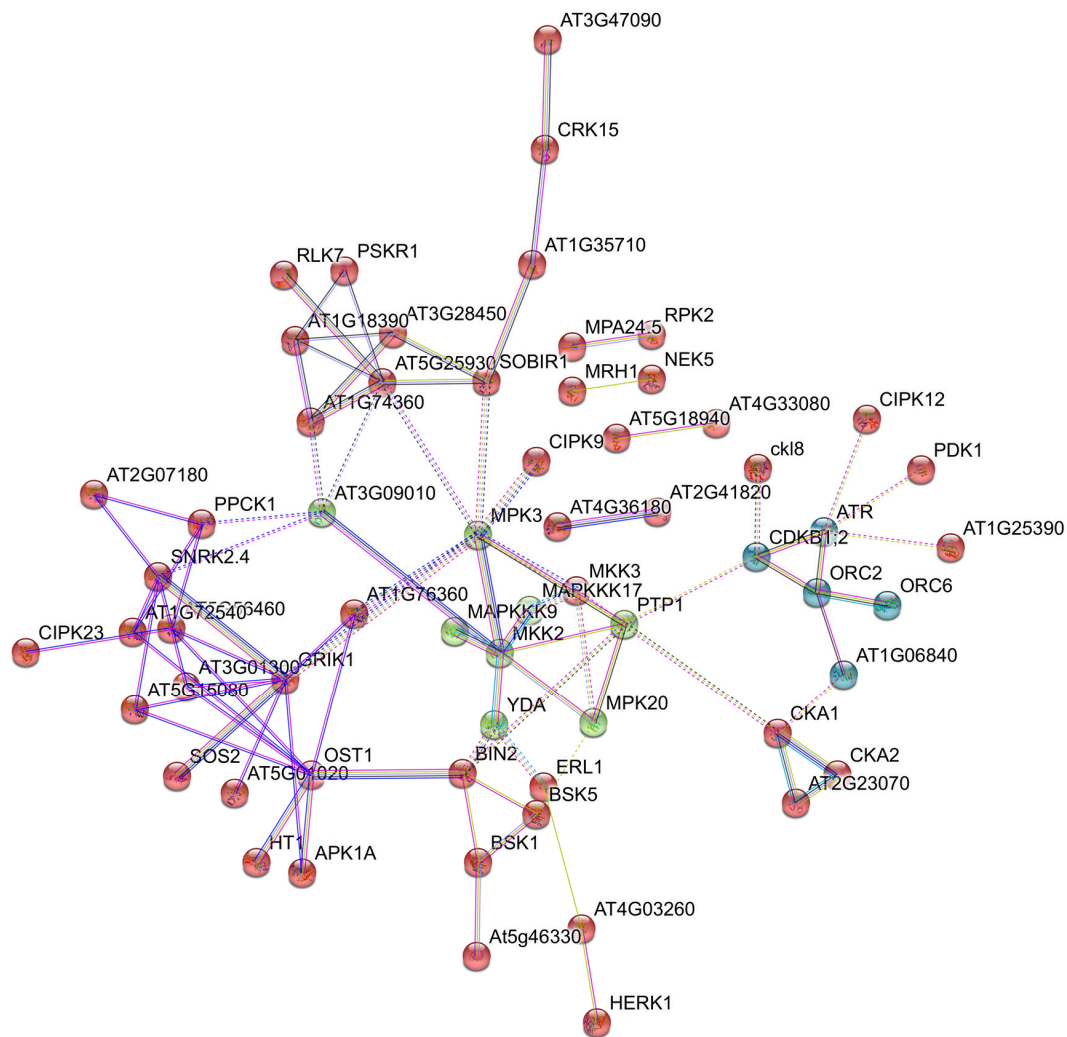 AT3G47090
CRK15
AT1G35710
RLK7
PSKR1
AT1G18390
AT3G28450
AT5G25930
SOBIR1
AT1G74360
MPA24.5
RPK2
MRH1
NEK5
AT5G18940
AT4G33080
CIPK12
CIPK9
ckl8
PDK1
AT2G07180
PPCK1
AT3G09010
MPK3
AT4G36180
AT2G41820
ATR
CDKB1;2
AT1G25390
SNRK2.4
AT1G76360
MKK3
MAPKKK17
ORC2
ORC6
AT1G72540
6460
MAPKKK9
PTP1
CIPK23
MKK2
AT3G01300
GRIK1
AT1G06840
AT5G15080
YDA
MPK20
CKA1
SOS2
AT5G01020
OST1
BIN2
ERL1
BSK5
CKA2
AT2G23070
HT1
APK1A
BSK1
AT4G03260
At5g46330
HERK1